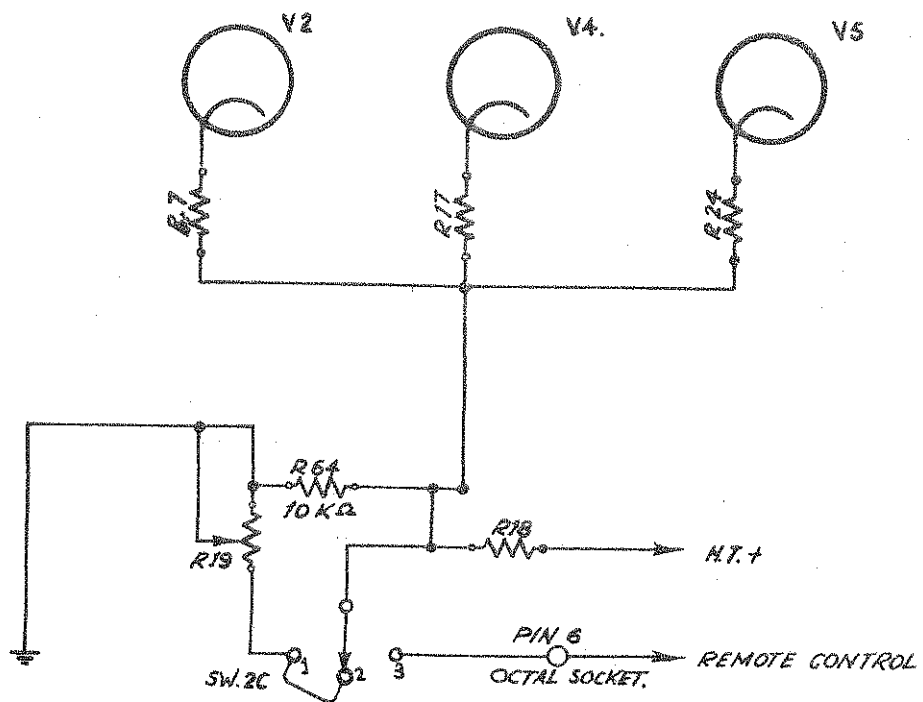 V2
V4.
V5
R.7
R17
R24
R64
10 KΩ
R18
R19
H.T.+
PIN 6
1
2
3
SW.2C
OCTAL SOCKET.
REMOTE CONTROL